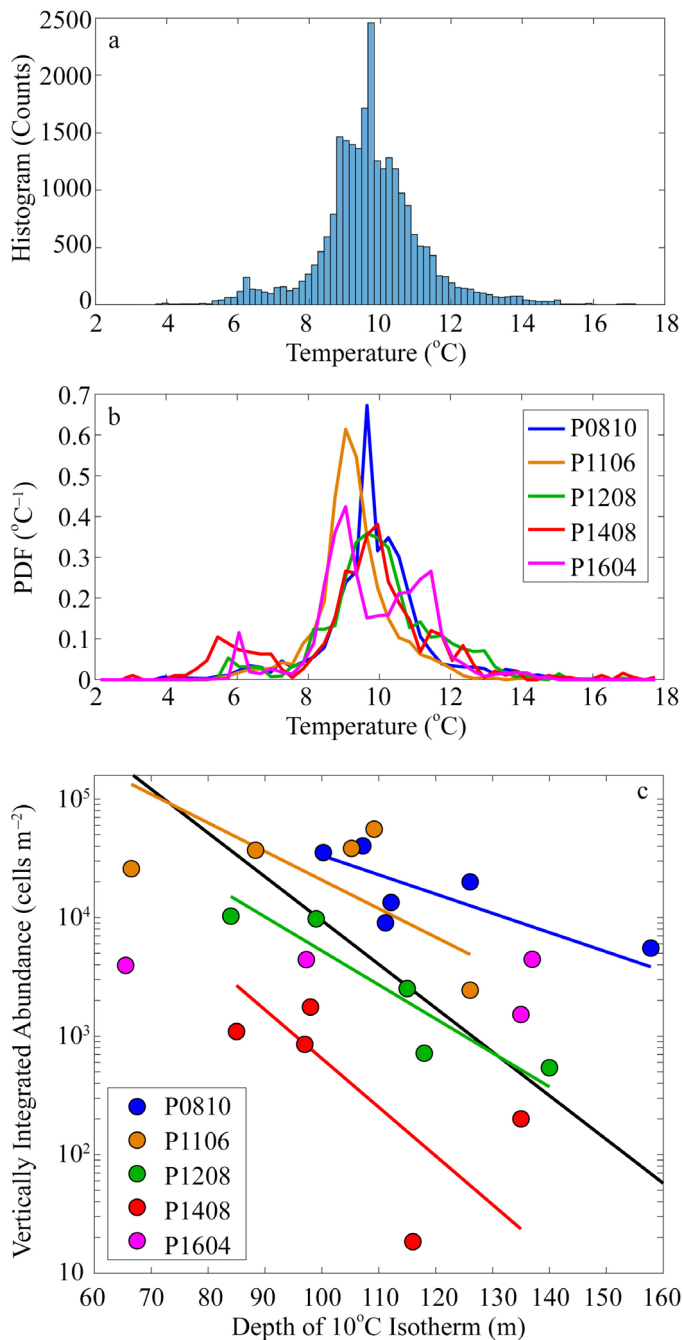 a
Histogram (Counts)
2500
2000
1500
1000
500
0
2 4 6 8 10 12 14 16 18
Temperature (°C)
b
PDF (°C⁻¹)
0.7
0.6
0.5
0.4
0.3
0.2
0.1
0
P0810
P1106
P1208
P1408
P1604
2 4 6 8 10 12 14 16 18
Temperature (°C)
c
Vertically Integrated Abundance (cells m⁻²)
10⁵
10⁴
10³
10²
10
P0810
P1106
P1208
P1408
P1604
60 70 80 90 100 110 120 130 140 150 160
Depth of 10°C Isotherm (m)